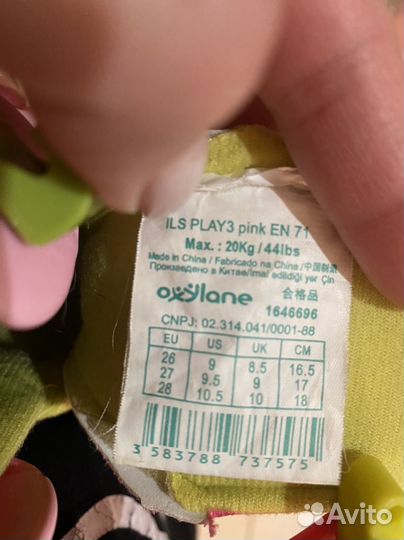 ILS PLAY3 pink EN 71
Max. : 20Kg / 44lbs
Made in China / Fabricado na China / 中国制造
Произведено в Китае/Imal edildiği yer Çin
oxylane 合格品
1646696
CNPJ: 02.314.041/0001-88
EU US UK CM
26 9 8.5 16.5
27 9.5 9 17
28 10.5 10 18
3 583788 737575
Avito